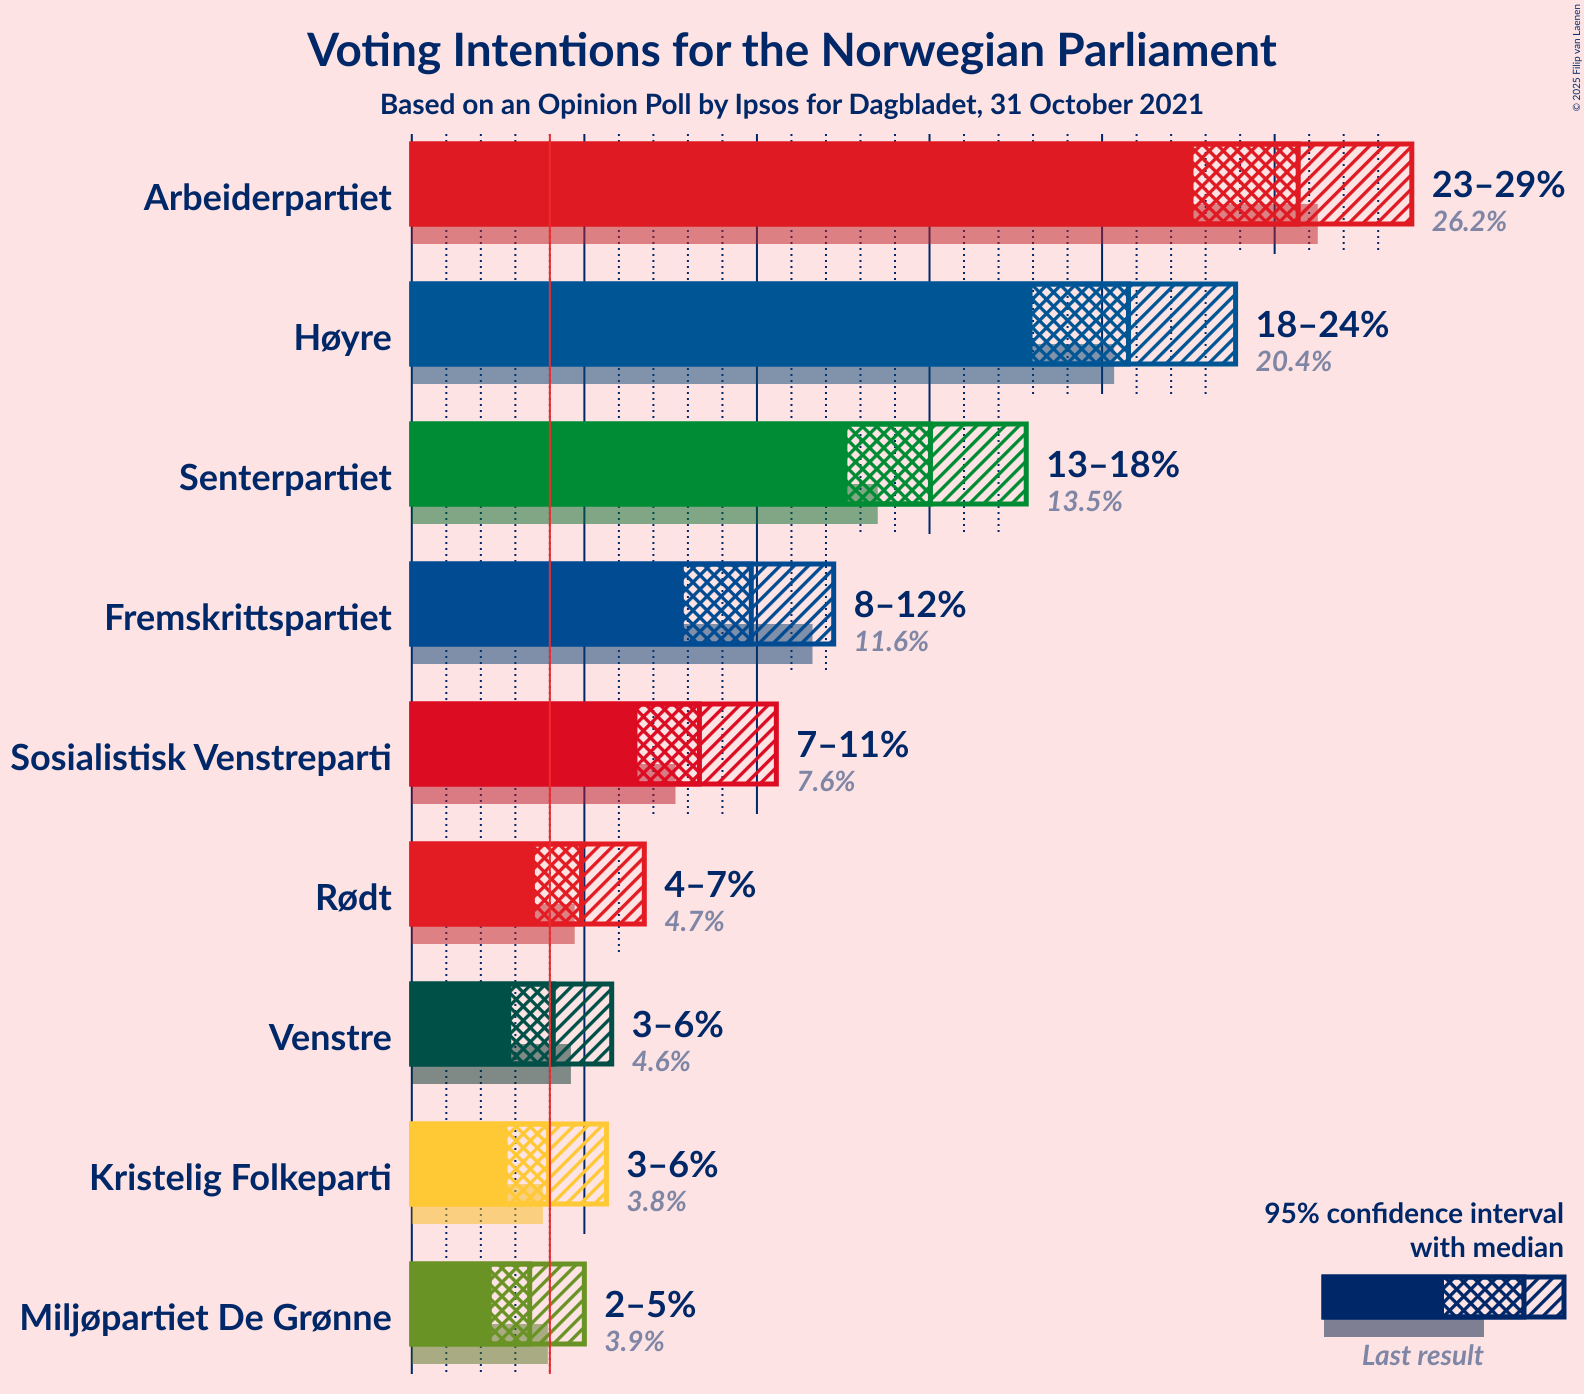 Voting Intentions for the Norwegian Parliament
Based on an Opinion Poll by Ipsos for Dagbladet, 31 October 2021
© 2025 Filip van Laenen
Arbeiderpartiet
23–29%
26.2%
Høyre
18–24%
20.4%
Senterpartiet
13–18%
13.5%
Fremskrittspartiet
8–12%
11.6%
Sosialistisk Venstreparti
7–11%
7.6%
Rødt
4–7%
4.7%
Venstre
3–6%
4.6%
Kristelig Folkeparti
3–6%
3.8%
Miljøpartiet De Grønne
2–5%
3.9%
95% confidence interval
with median
Last result